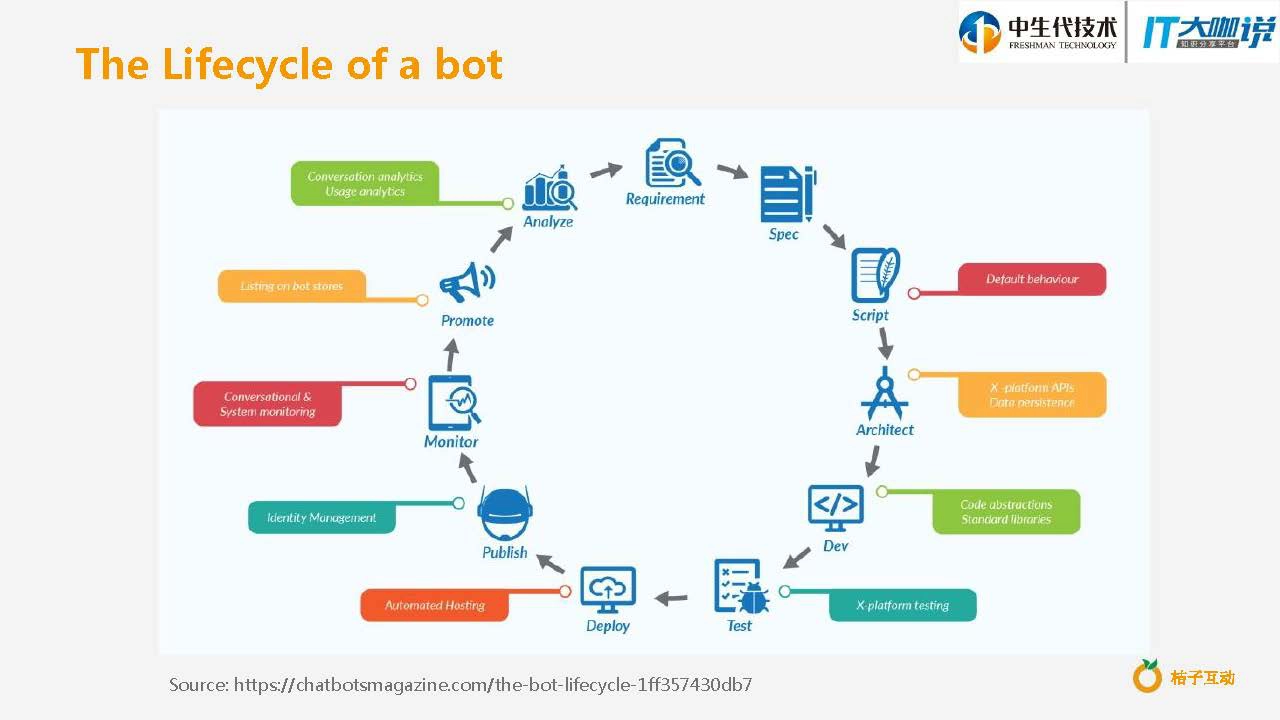 中生代技术
FRESHMAN TECHNOLOGY
IT大咖说
知识分享平台
The Lifecycle of a bot
Requirement
Spec
Script
Default behaviour
Architect
X -platform APIs
Data persistence
Dev
Code abstractions
Standard libraries
Test
X-platform testing
Deploy
Automated Hosting
Publish
Identity Management
Monitor
Conversational &
System monitoring
Promote
Listing on bot stores
Analyze
Conversation analytics
Usage analytics
Source: https://chatbotsmagazine.com/the-bot-lifecycle-1ff357430db7
桔子互动